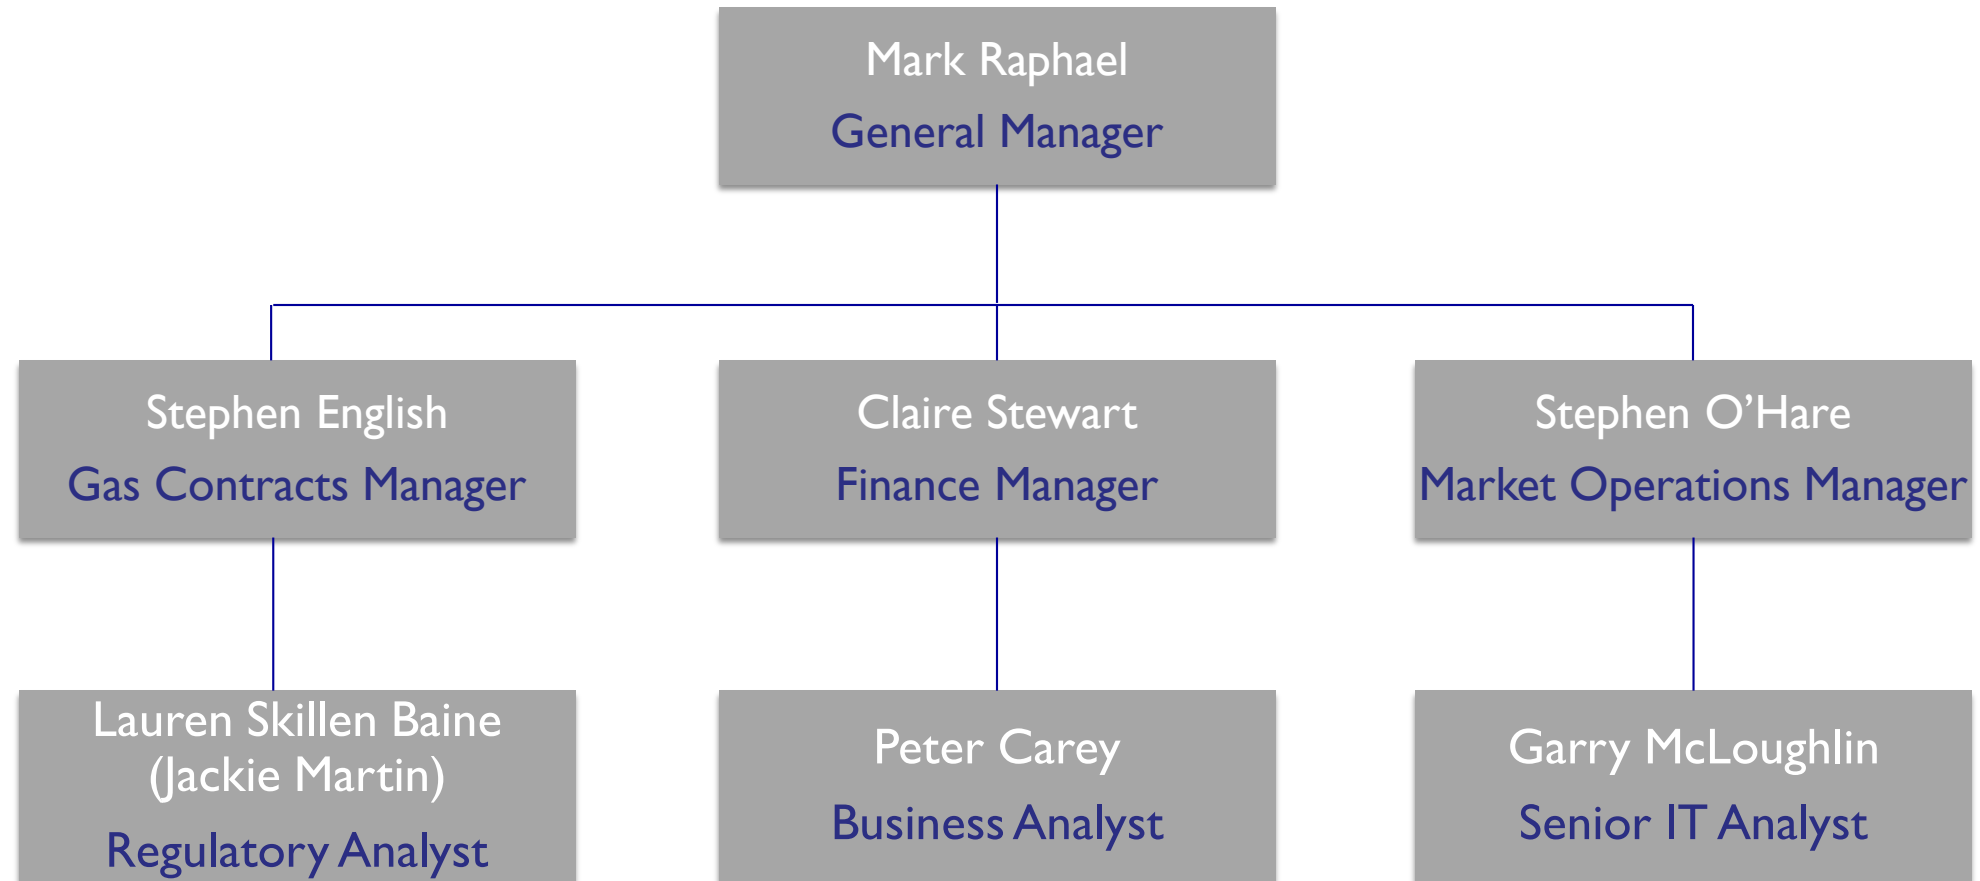 Mark Raphael
General Manager
Stephen English
Gas Contracts Manager
Claire Stewart
Finance Manager
Stephen O’Hare
Market Operations Manager
Lauren Skillen Baine
(Jackie Martin)
Regulatory Analyst
Peter Carey
Business Analyst
Garry McLoughlin
Senior IT Analyst